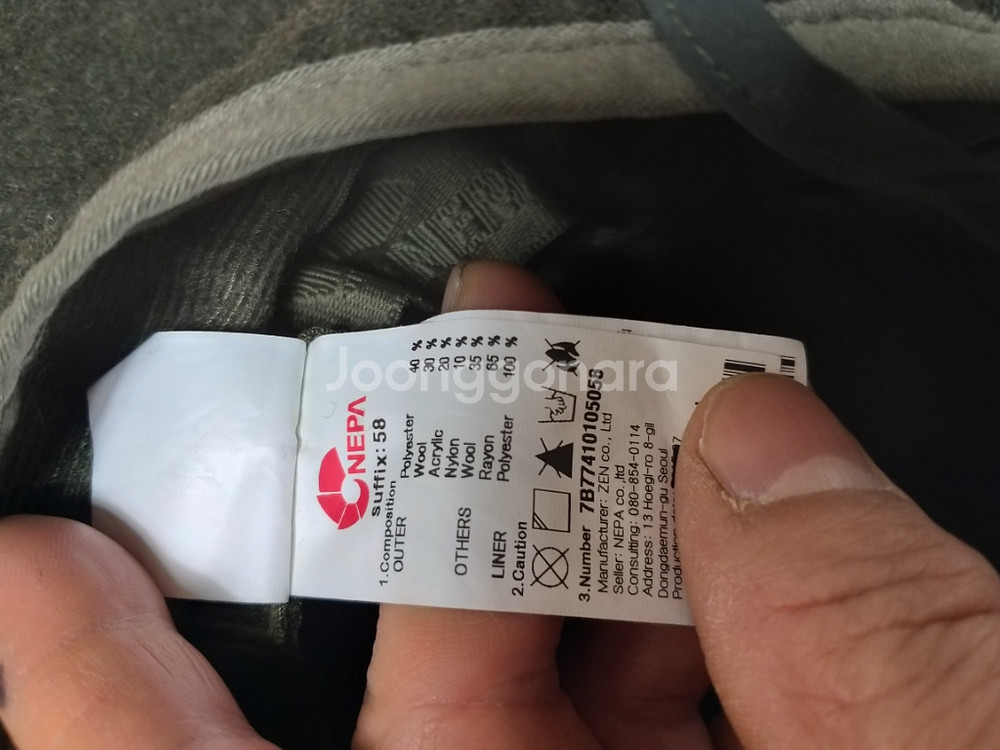 NEPA
Suffix: 58
1.Composition
OUTER Polyester 40 %
Wool 30 %
Acrylic 20 %
Nylon 10 %
OTHERS Wool 35 %
Rayon 65 %
LINER Polyester 100 %
2.Caution
3.Number 7B77410105058
Manufacturer: ZEN co., Ltd
Seller: NEPA co.,ltd
Consulting: 080-854-0114
Address: 13 Hoegi-ro 8-gil
Dongdaemun-gu Seoul
Production
Joonggonara